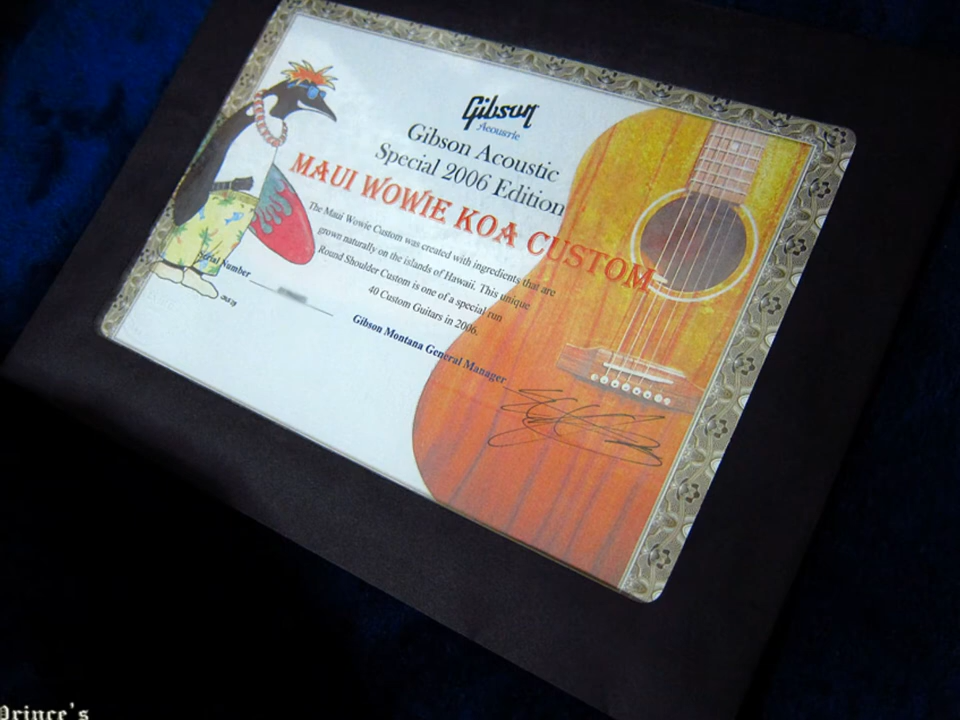 Gibson
Acoustic
Gibson Acoustic
Special 2006 Edition
MAUI WOWIE KOA CUSTOM
The Maui Wowie Custom was created with ingredients that are
grown naturally on the islands of Hawaii. This unique
Round Shoulder Custom is one of a special run
40 Custom Guitars in 2006.
Serial Number
Gibson Montana General Manager
Prince's